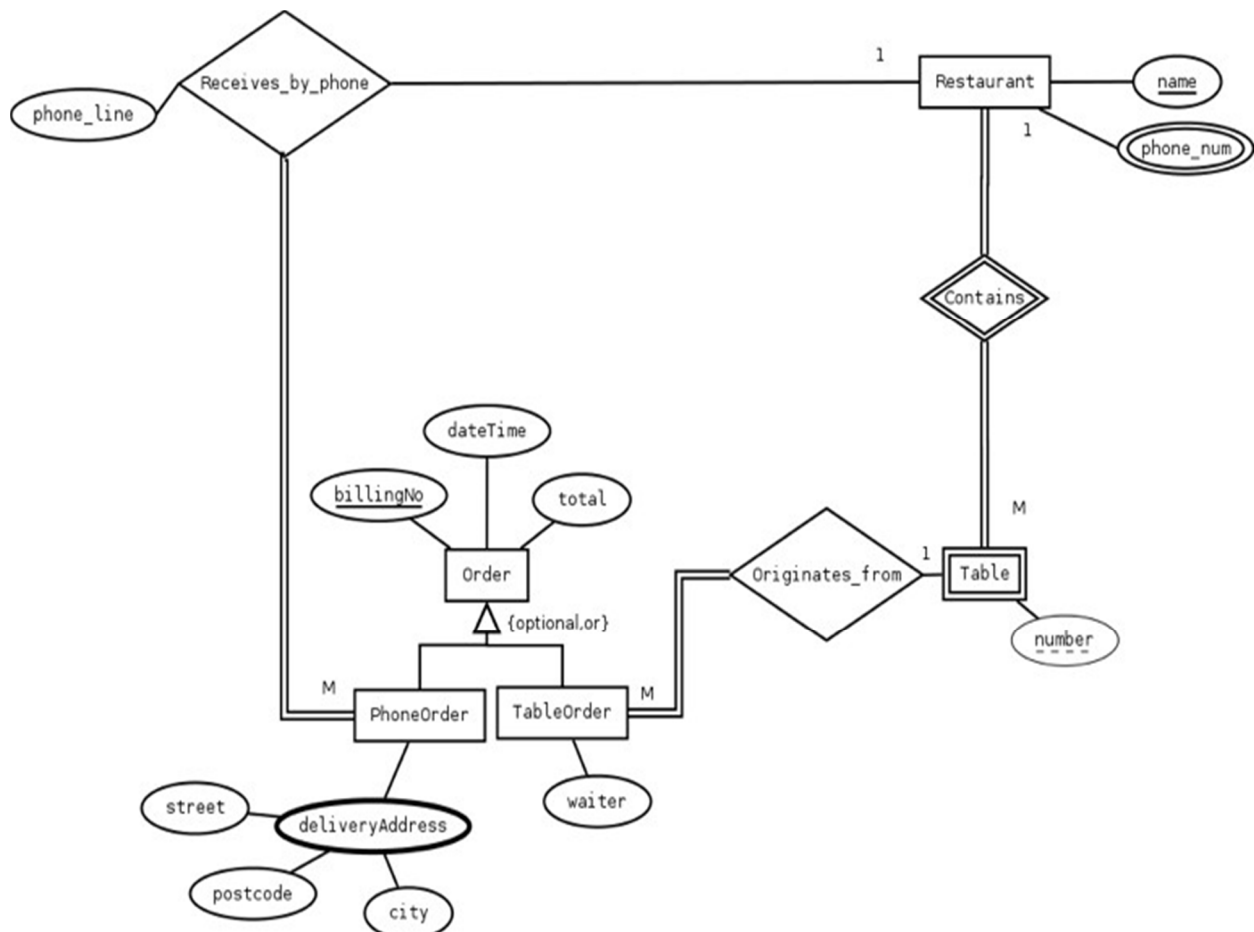 Receives_by_phone
1
Restaurant
name
phone_line
1
phone_num
Contains
dateTime
billingNo
total
M
Order
Originates_from
1
Table
{optional,or}
number
M
PhoneOrder
TableOrder
M
street
deliveryAddress
waiter
postcode
city